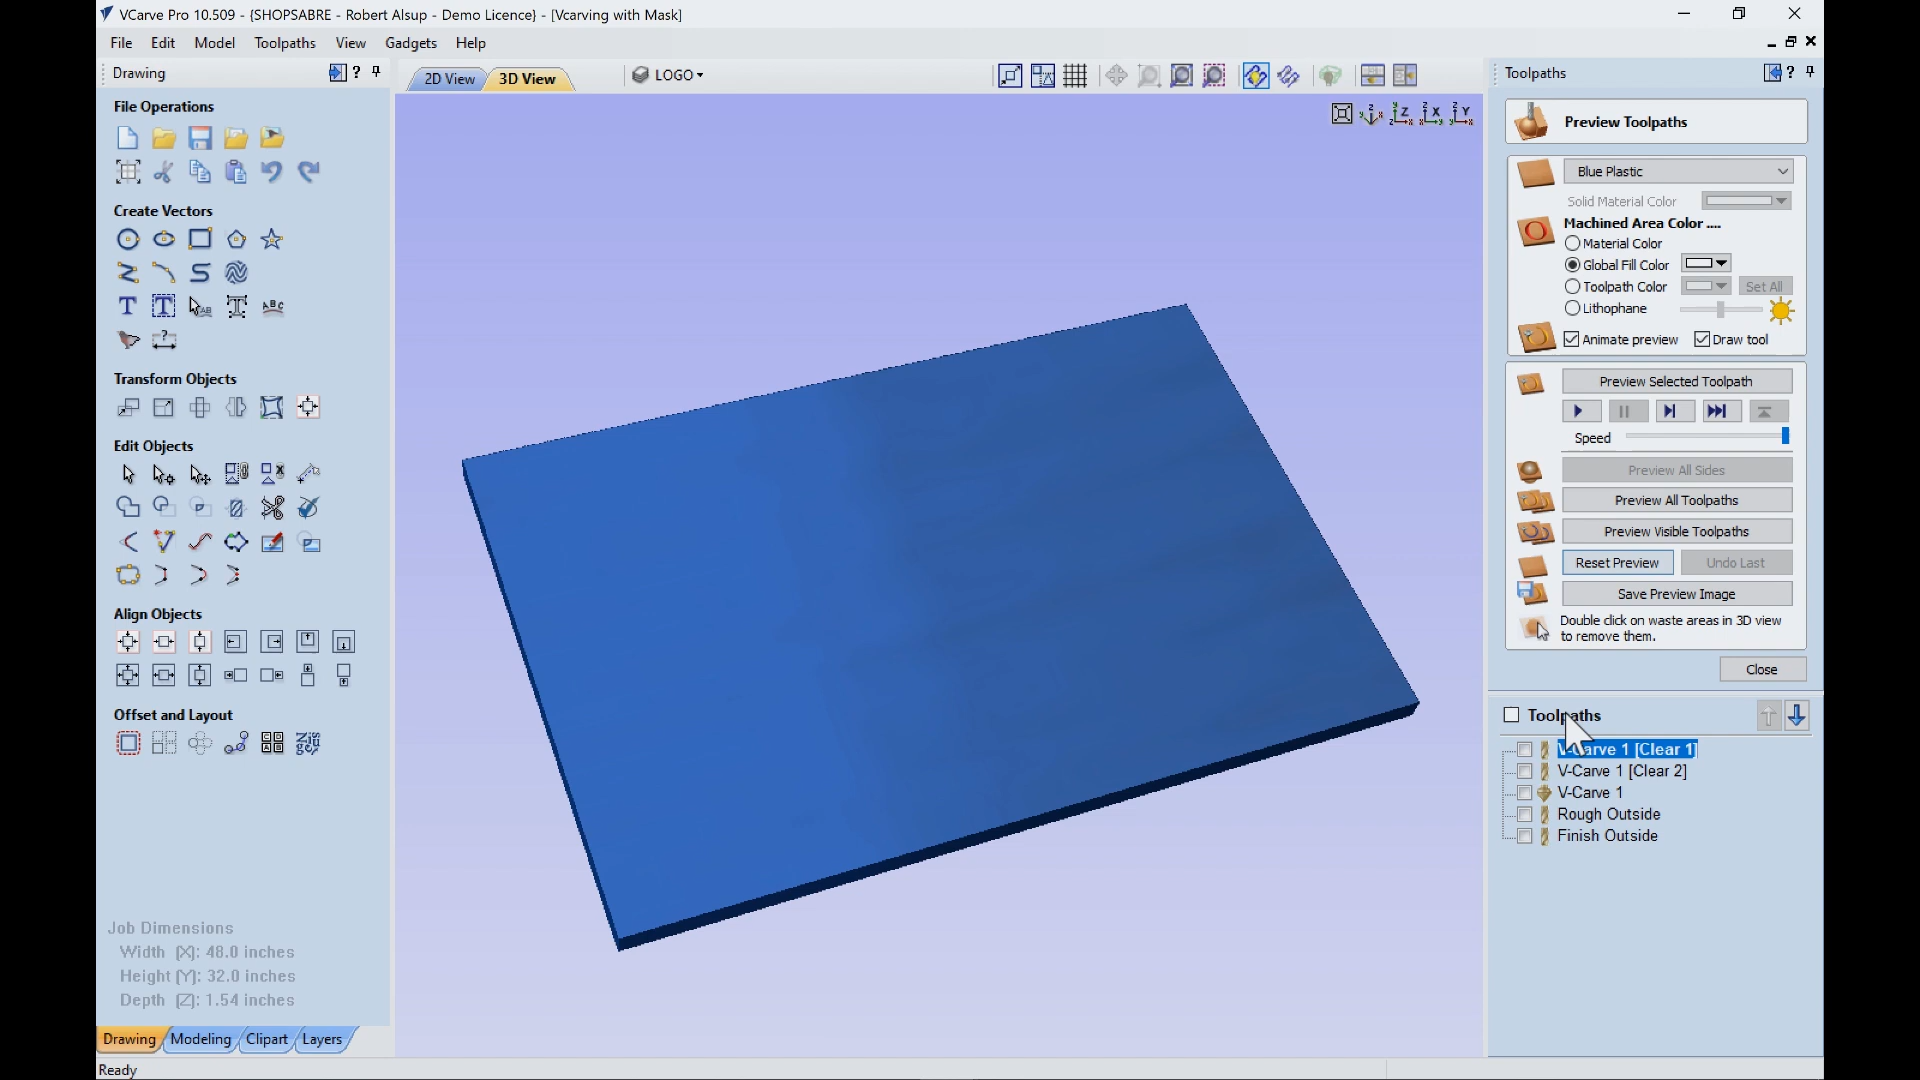 VCarve Pro 10.509 - {SHOPSABRE - Robert Alsup - Demo Licence} - [Vcarving with Mask]
File Edit Model Toolpaths View Gadgets Help
Drawing
2D View 3D View LOGO
Toolpaths
File Operations
Create Vectors
Transform Objects
Edit Objects
Align Objects
Offset and Layout
Job Dimensions
Width (X): 48.0 inches
Height (Y): 32.0 inches
Depth (Z): 1.54 inches
Drawing Modeling Clipart Layers
Ready
Preview Toolpaths
Blue Plastic
Solid Material Color
Machined Area Color ....
Material Color
Global Fill Color
Toolpath Color Set All
Lithophane
Animate preview Draw tool
Preview Selected Toolpath
Speed
Preview All Sides
Preview All Toolpaths
Preview Visible Toolpaths
Reset Preview Undo Last
Save Preview Image
Double click on waste areas in 3D view
to remove them.
Close
Toolpaths
V-Carve 1 [Clear 1]
V-Carve 1 [Clear 2]
V-Carve 1
Rough Outside
Finish Outside